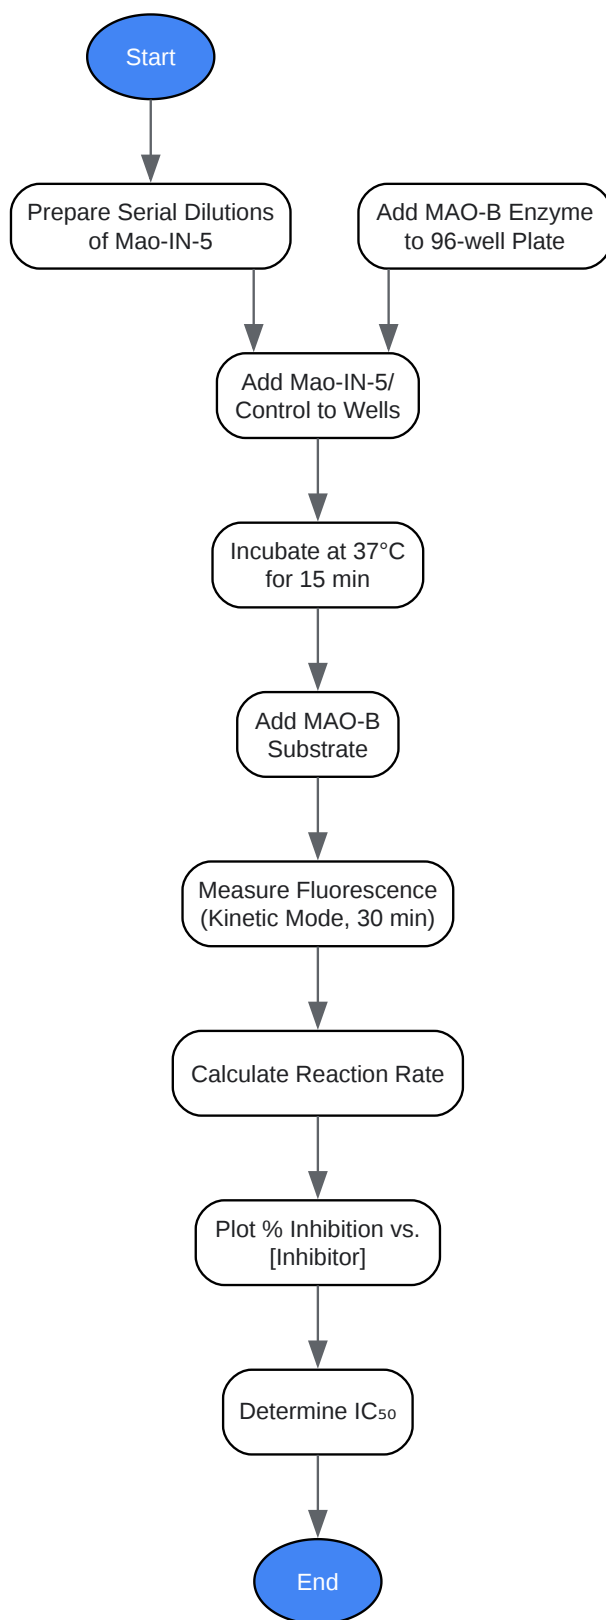 Start
Prepare Serial Dilutions
of Mao-IN-5
Add MAO-B Enzyme
to 96-well Plate
Add Mao-IN-5/
Control to Wells
Incubate at 37°C
for 15 min
Add MAO-B
Substrate
Measure Fluorescence
(Kinetic Mode, 30 min)
Calculate Reaction Rate
Plot % Inhibition vs.
[Inhibitor]
Determine IC₅₀
End